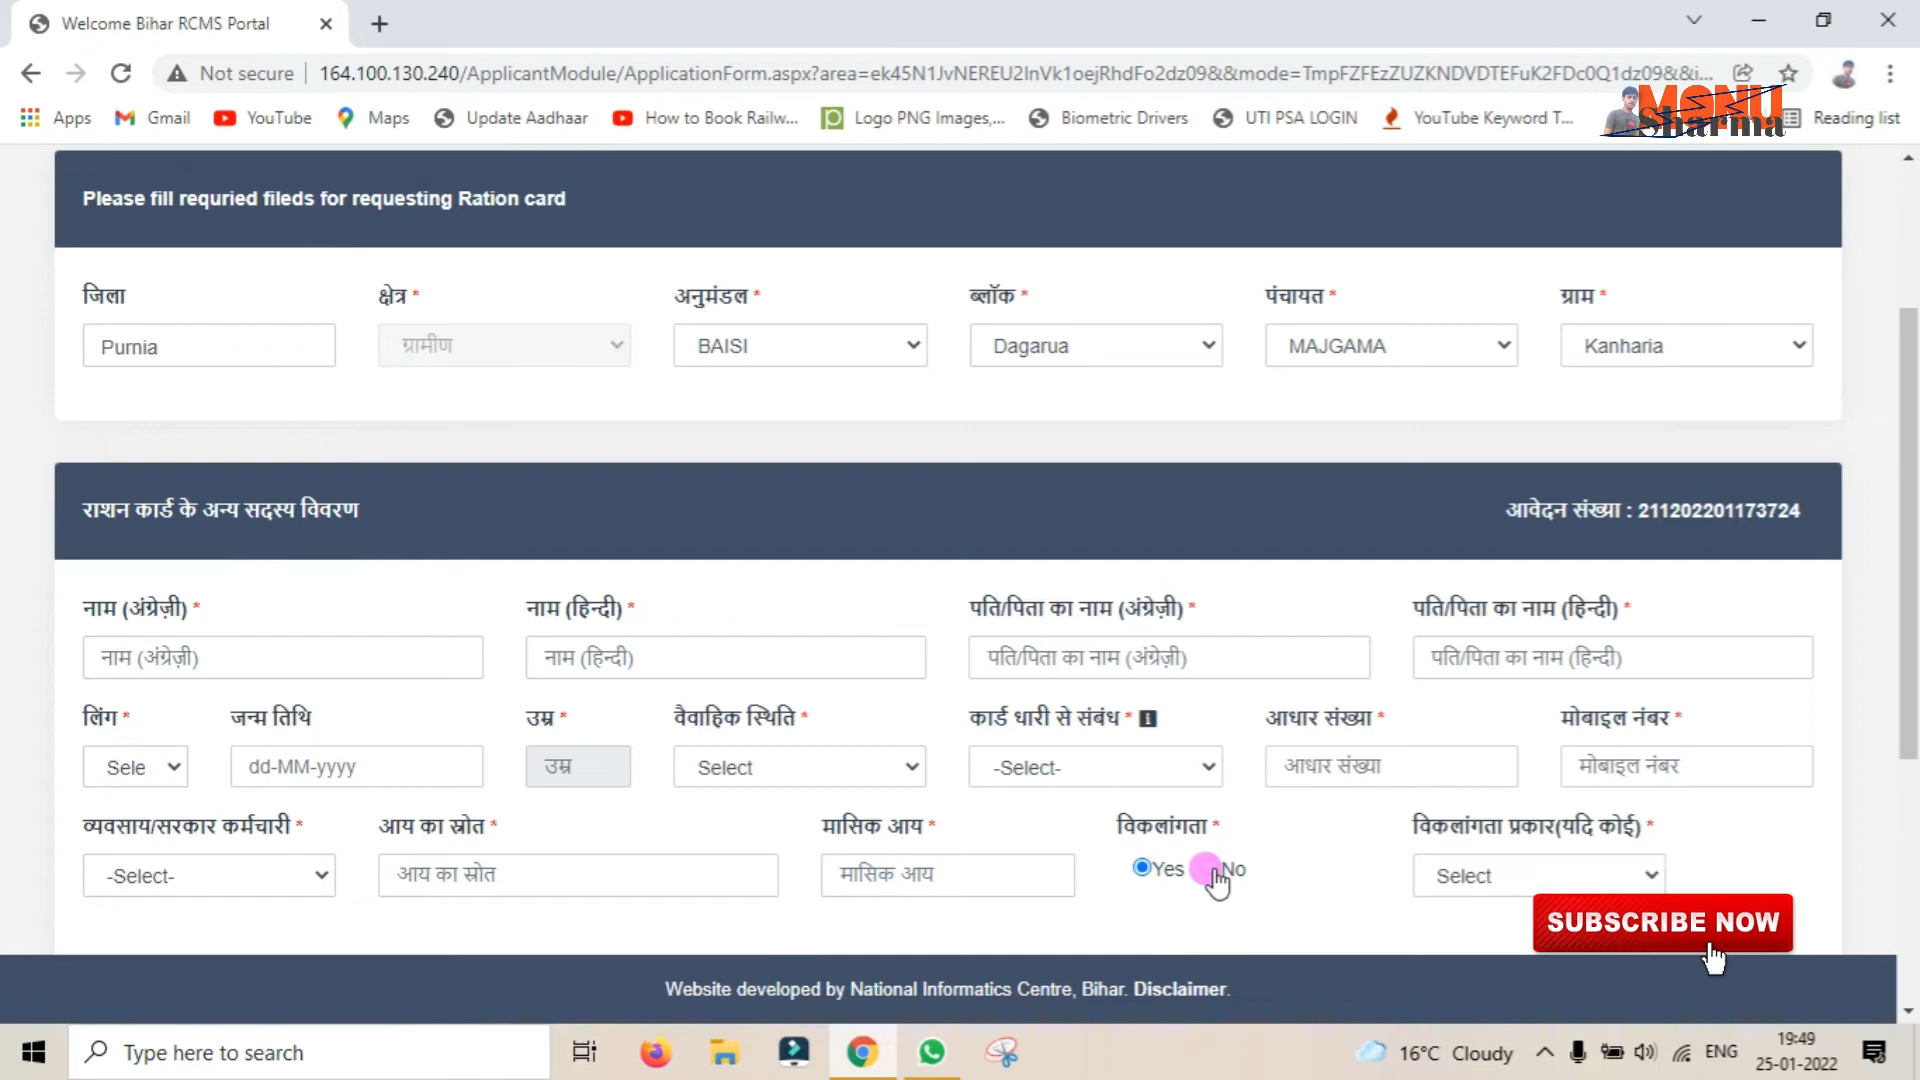 Welcome Bihar RCMS Portal
Not secure
164.100.130.240/ApplicantModule/ApplicationForm.aspx?area=ek45N1JvNEREU2InVk1oejRhdFo2dz09&&mode=TmpFZFEzZUZKNDVDTEFuK2FDc0Q1dz09&&i...
Apps Gmail YouTube Maps Update Aadhaar How to Book Railw... Logo PNG Images,... Biometric Drivers UTI PSA LOGIN YouTube Keyword T... Reading list
MONU
Sharma
Please fill requried fileds for requesting Ration card
जिला क्षेत्र * अनुमंडल * ब्लॉक * पंचायत * ग्राम *
Purnia ग्रामीण BAISI Dagarua MAJGAMA Kanharia
राशन कार्ड के अन्य सदस्य विवरण आवेदन संख्या : 211202201173724
नाम (अंग्रेज़ी) * नाम (हिन्दी) * पति/पिता का नाम (अंग्रेज़ी) * पति/पिता का नाम (हिन्दी) *
नाम (अंग्रेज़ी) नाम (हिन्दी) पति/पिता का नाम (अंग्रेज़ी) पति/पिता का नाम (हिन्दी)
लिंग * जन्म तिथि उम्र * वैवाहिक स्थिति * कार्ड धारी से संबंध * i आधार संख्या * मोबाइल नंबर *
Sele dd-MM-yyyy उम्र Select -Select- आधार संख्या मोबाइल नंबर
व्यवसाय/सरकार कर्मचारी * आय का स्रोत * मासिक आय * विकलांगता * विकलांगता प्रकार(यदि कोई) *
-Select- आय का स्रोत मासिक आय Yes No Select
SUBSCRIBE NOW
Website developed by National Informatics Centre, Bihar. Disclaimer.
Type here to search 16°C Cloudy ENG 19:49
25-01-2022